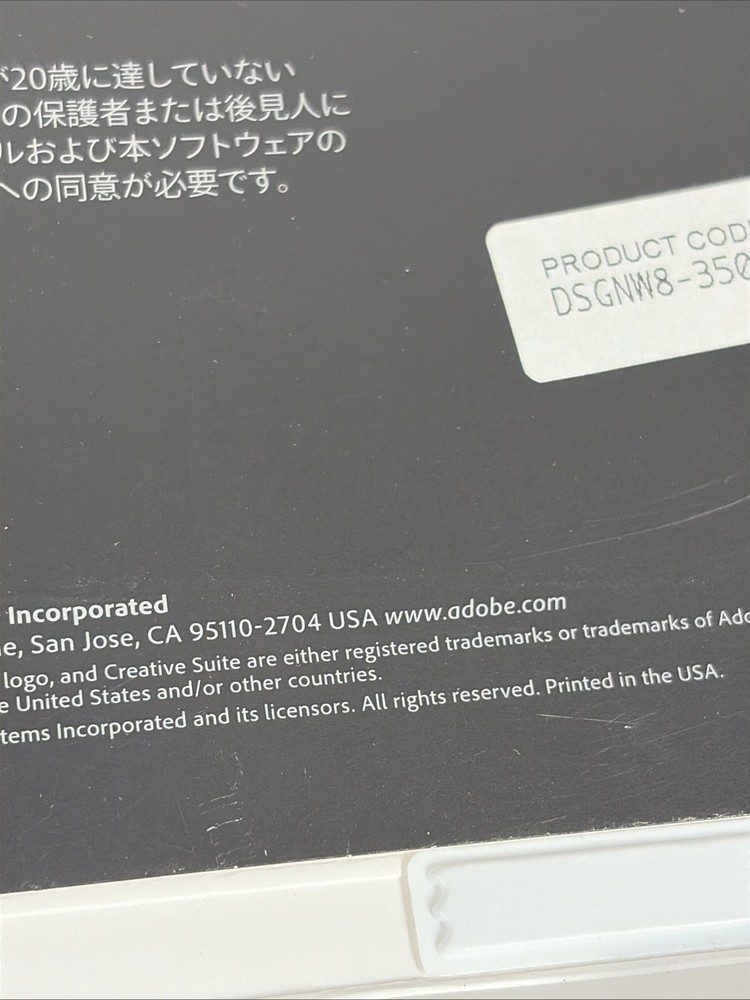 20歳に達していない
の保護者または後見人に
ルおよび本ソフトウェアの
への同意が必要です。
PRODUCT COD
DSGNW8-350
Incorporated
e, San Jose, CA 95110-2704 USA www.adobe.com
logo, and Creative Suite are either registered trademarks or trademarks of Ado
e United States and/or other countries.
tems Incorporated and its licensors. All rights reserved. Printed in the USA.